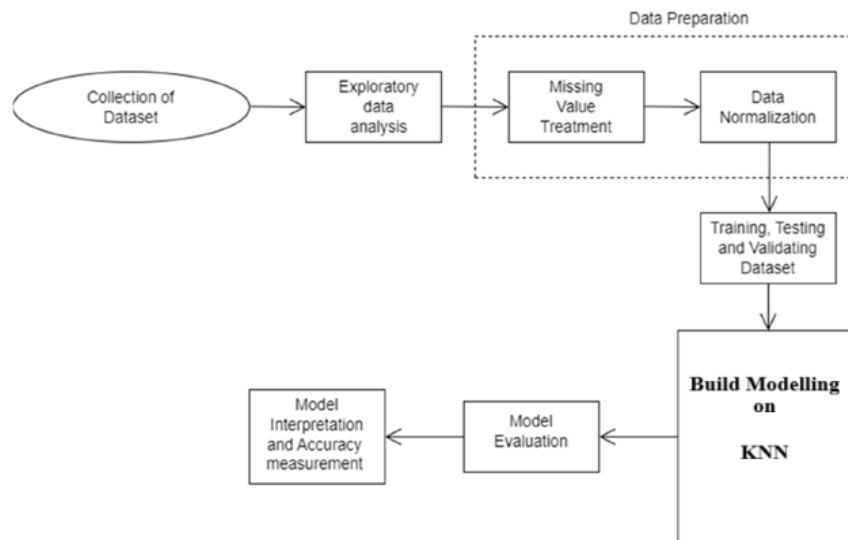 Data Preparation
Collection of
Dataset
Exploratory
data
analysis
Missing
Value
Treatment
Data
Normalization
Training, Testing
and Validating
Dataset
Build Modelling
on
KNN
Model
Evaluation
Model
Interpretation
and Accuracy
measurement